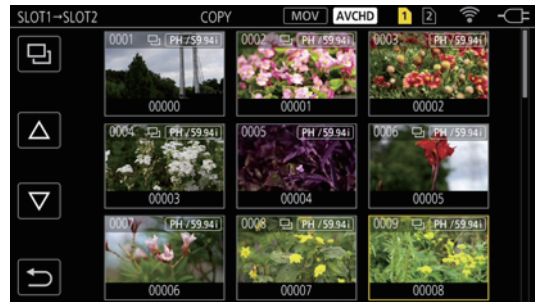 SLOT1→SLOT2 COPY MOV AVCHD 1 2
0001 PH/59.94i 0002 PH/59.94i 0003 PH/59.94i
00000 00001 00002
0004 PH/59.94i 0005 PH/59.94i 0006 PH/59.94i
00003 00004 00005
0007 PH/59.94i 0008 PH/59.94i 0009 PH/59.94i
00006 00007 00008